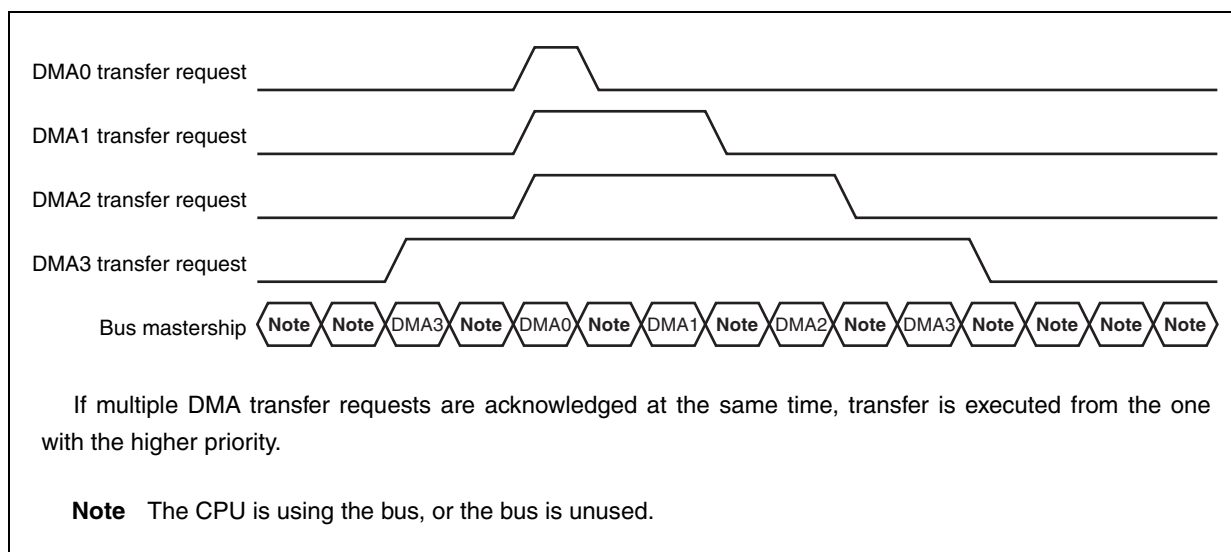 DMA0 transfer request
DMA1 transfer request
DMA2 transfer request
DMA3 transfer request
Bus mastership Note Note DMA3 Note DMA0 Note DMA1 Note DMA2 Note DMA3 Note Note Note Note
If multiple DMA transfer requests are acknowledged at the same time, transfer is executed from the one
with the higher priority.
Note The CPU is using the bus, or the bus is unused.